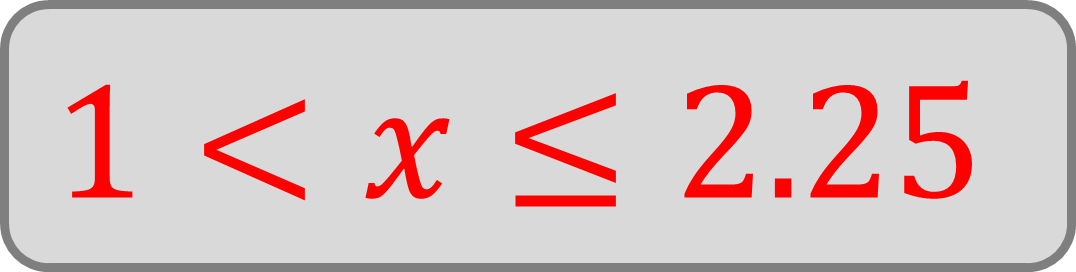 1 < x ≤ 2.25